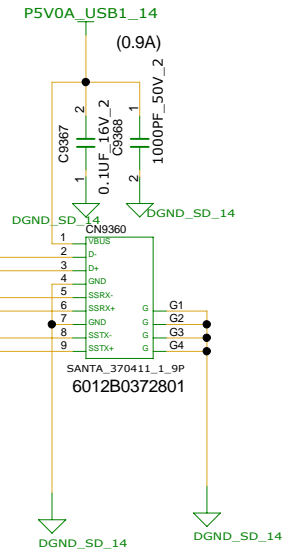 P5V0A_USB1_14
(0.9A)
2
1
C9367
0.1UF_16V_2
C9368
1000PF_50V_2
1
2
DGND_SD_14
DGND_SD_14
CN9360
1 VBUS
2 D-
3 D+
4 GND
5 SSRX-
6 SSRX+ G G1
7 GND G G2
8 SSTX- G G3
9 SSTX+ G G4
SANTA_370411_1_9P
6012B0372801
DGND_SD_14
DGND_SD_14